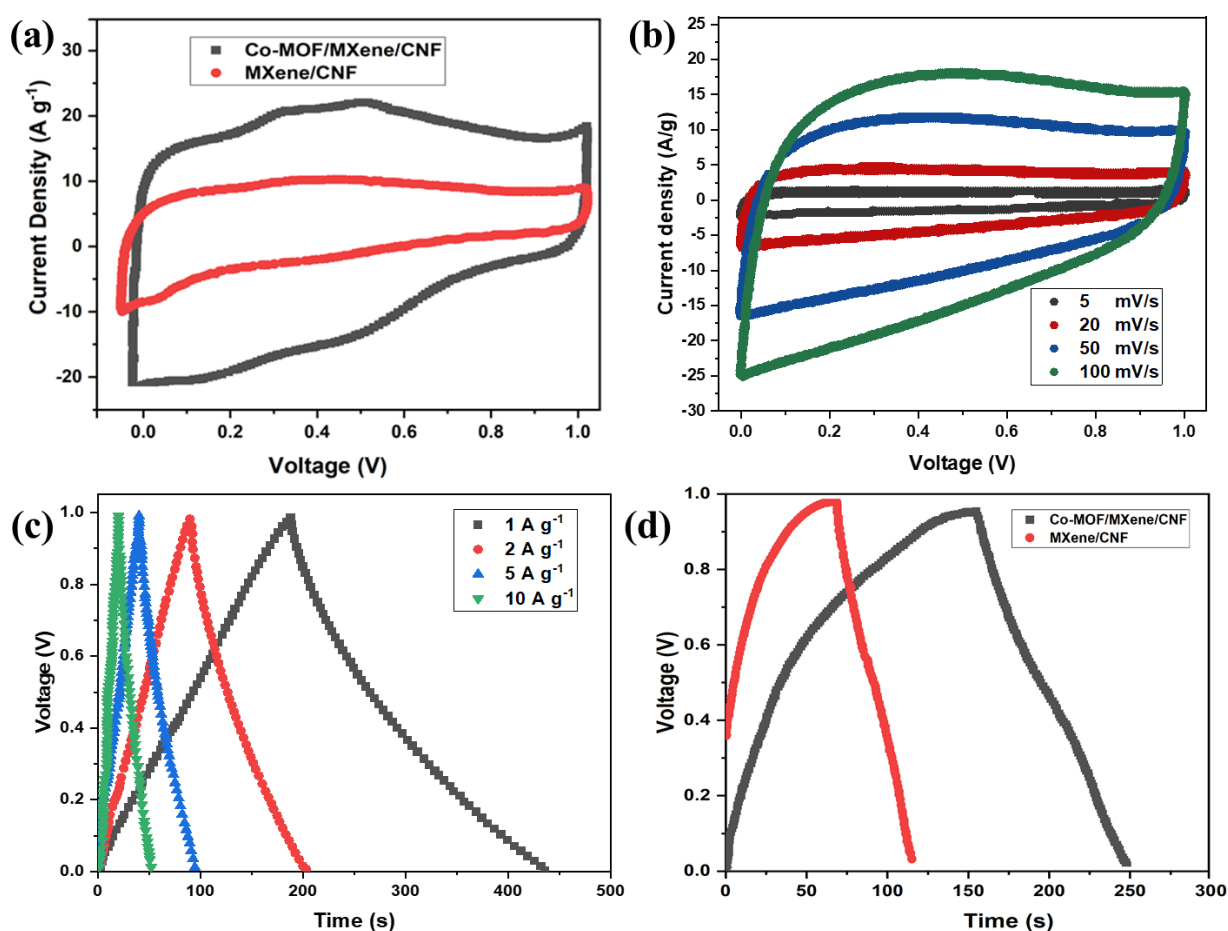 (a)
Co-MOF/MXene/CNF
MXene/CNF
Current Density (A g⁻¹)
30
20
10
0
-10
-20
0.0 0.2 0.4 0.6 0.8 1.0
Voltage (V)
(b)
Current density (A/g)
25
20
15
10
5
0
-5
-10
-15
-20
-25
-30
5 mV/s
20 mV/s
50 mV/s
100 mV/s
0.0 0.2 0.4 0.6 0.8 1.0
Voltage (V)
(c)
1 A g⁻¹
2 A g⁻¹
5 A g⁻¹
10 A g⁻¹
Voltage (V)
1.0
0.8
0.6
0.4
0.2
0.0
0 100 200 300 400 500
Time (s)
(d)
Co-MOF/MXene/CNF
MXene/CNF
Voltage (V)
1.0
0.8
0.6
0.4
0.2
0.0
0 50 100 150 200 250 300
Time (s)